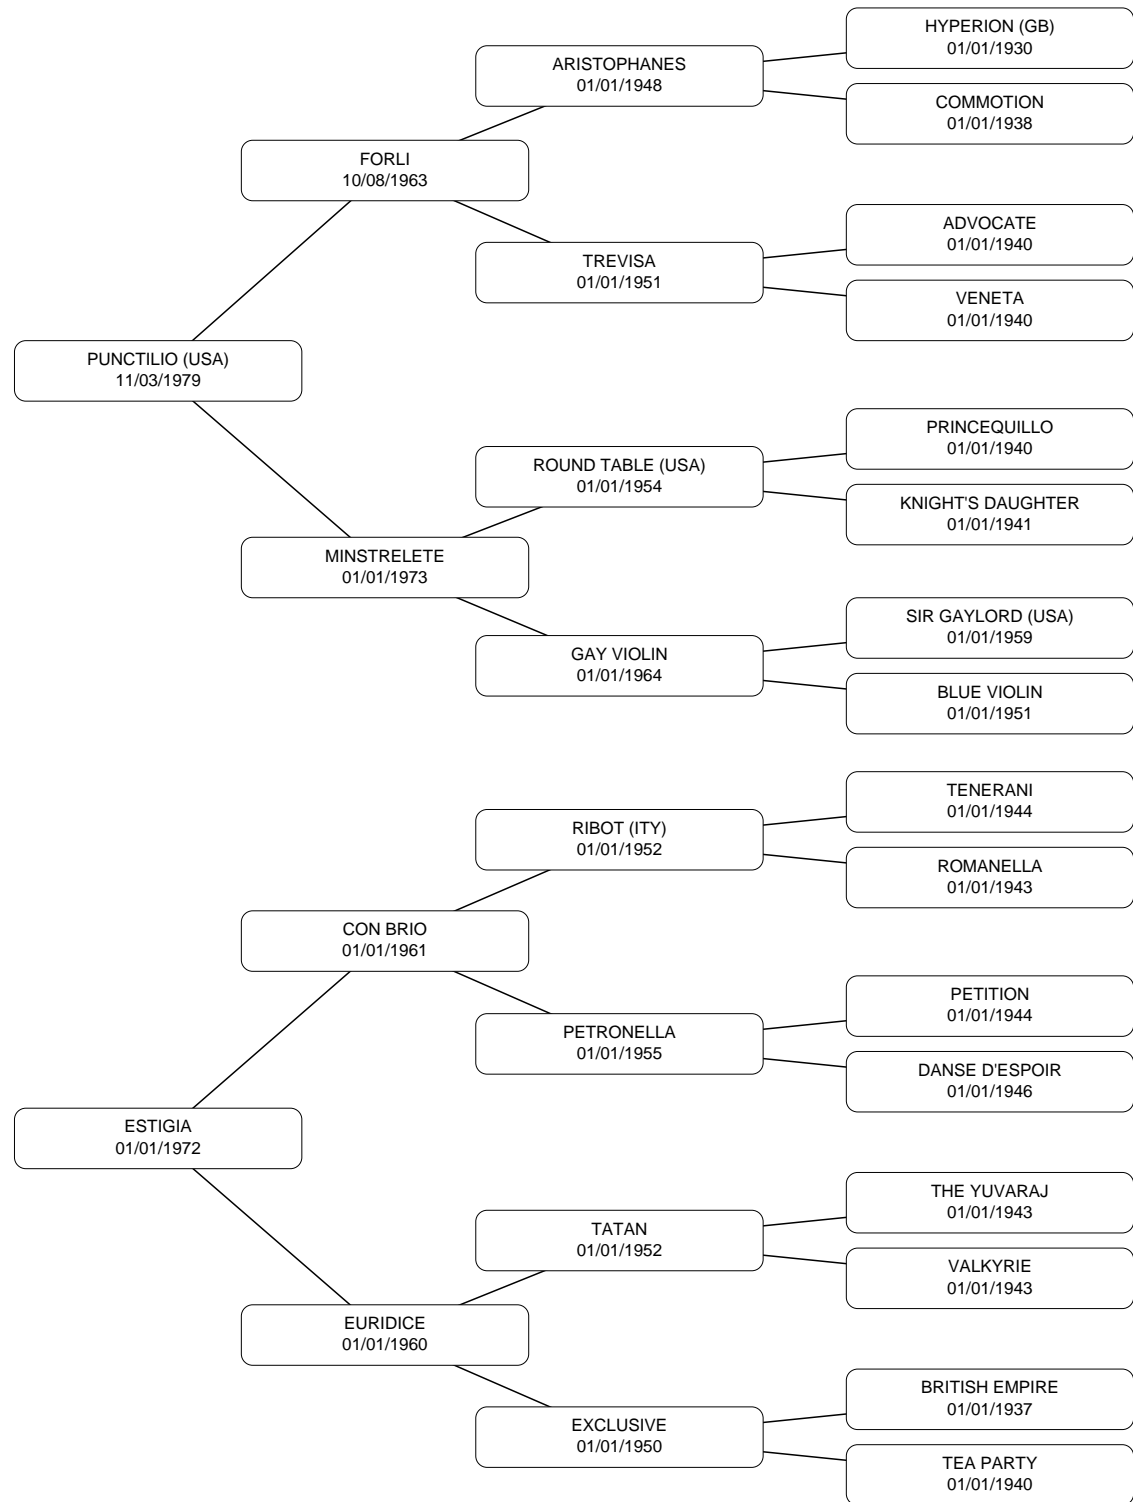 HYPERION (GB)
01/01/1930
ARISTOPHANES
01/01/1948
COMMOTION
01/01/1938
FORLI
10/08/1963
ADVOCATE
01/01/1940
TREVISA
01/01/1951
VENETA
01/01/1940
PUNCTILIO (USA)
11/03/1979
PRINCEQUILLO
01/01/1940
ROUND TABLE (USA)
01/01/1954
KNIGHT'S DAUGHTER
01/01/1941
MINSTRELETE
01/01/1973
SIR GAYLORD (USA)
01/01/1959
GAY VIOLIN
01/01/1964
BLUE VIOLIN
01/01/1951
TENERANI
01/01/1944
RIBOT (ITY)
01/01/1952
ROMANELLA
01/01/1943
CON BRIO
01/01/1961
PETITION
01/01/1944
PETRONELLA
01/01/1955
DANSE D'ESPOIR
01/01/1946
ESTIGIA
01/01/1972
THE YUVARAJ
01/01/1943
TATAN
01/01/1952
VALKYRIE
01/01/1943
EURIDICE
01/01/1960
BRITISH EMPIRE
01/01/1937
EXCLUSIVE
01/01/1950
TEA PARTY
01/01/1940